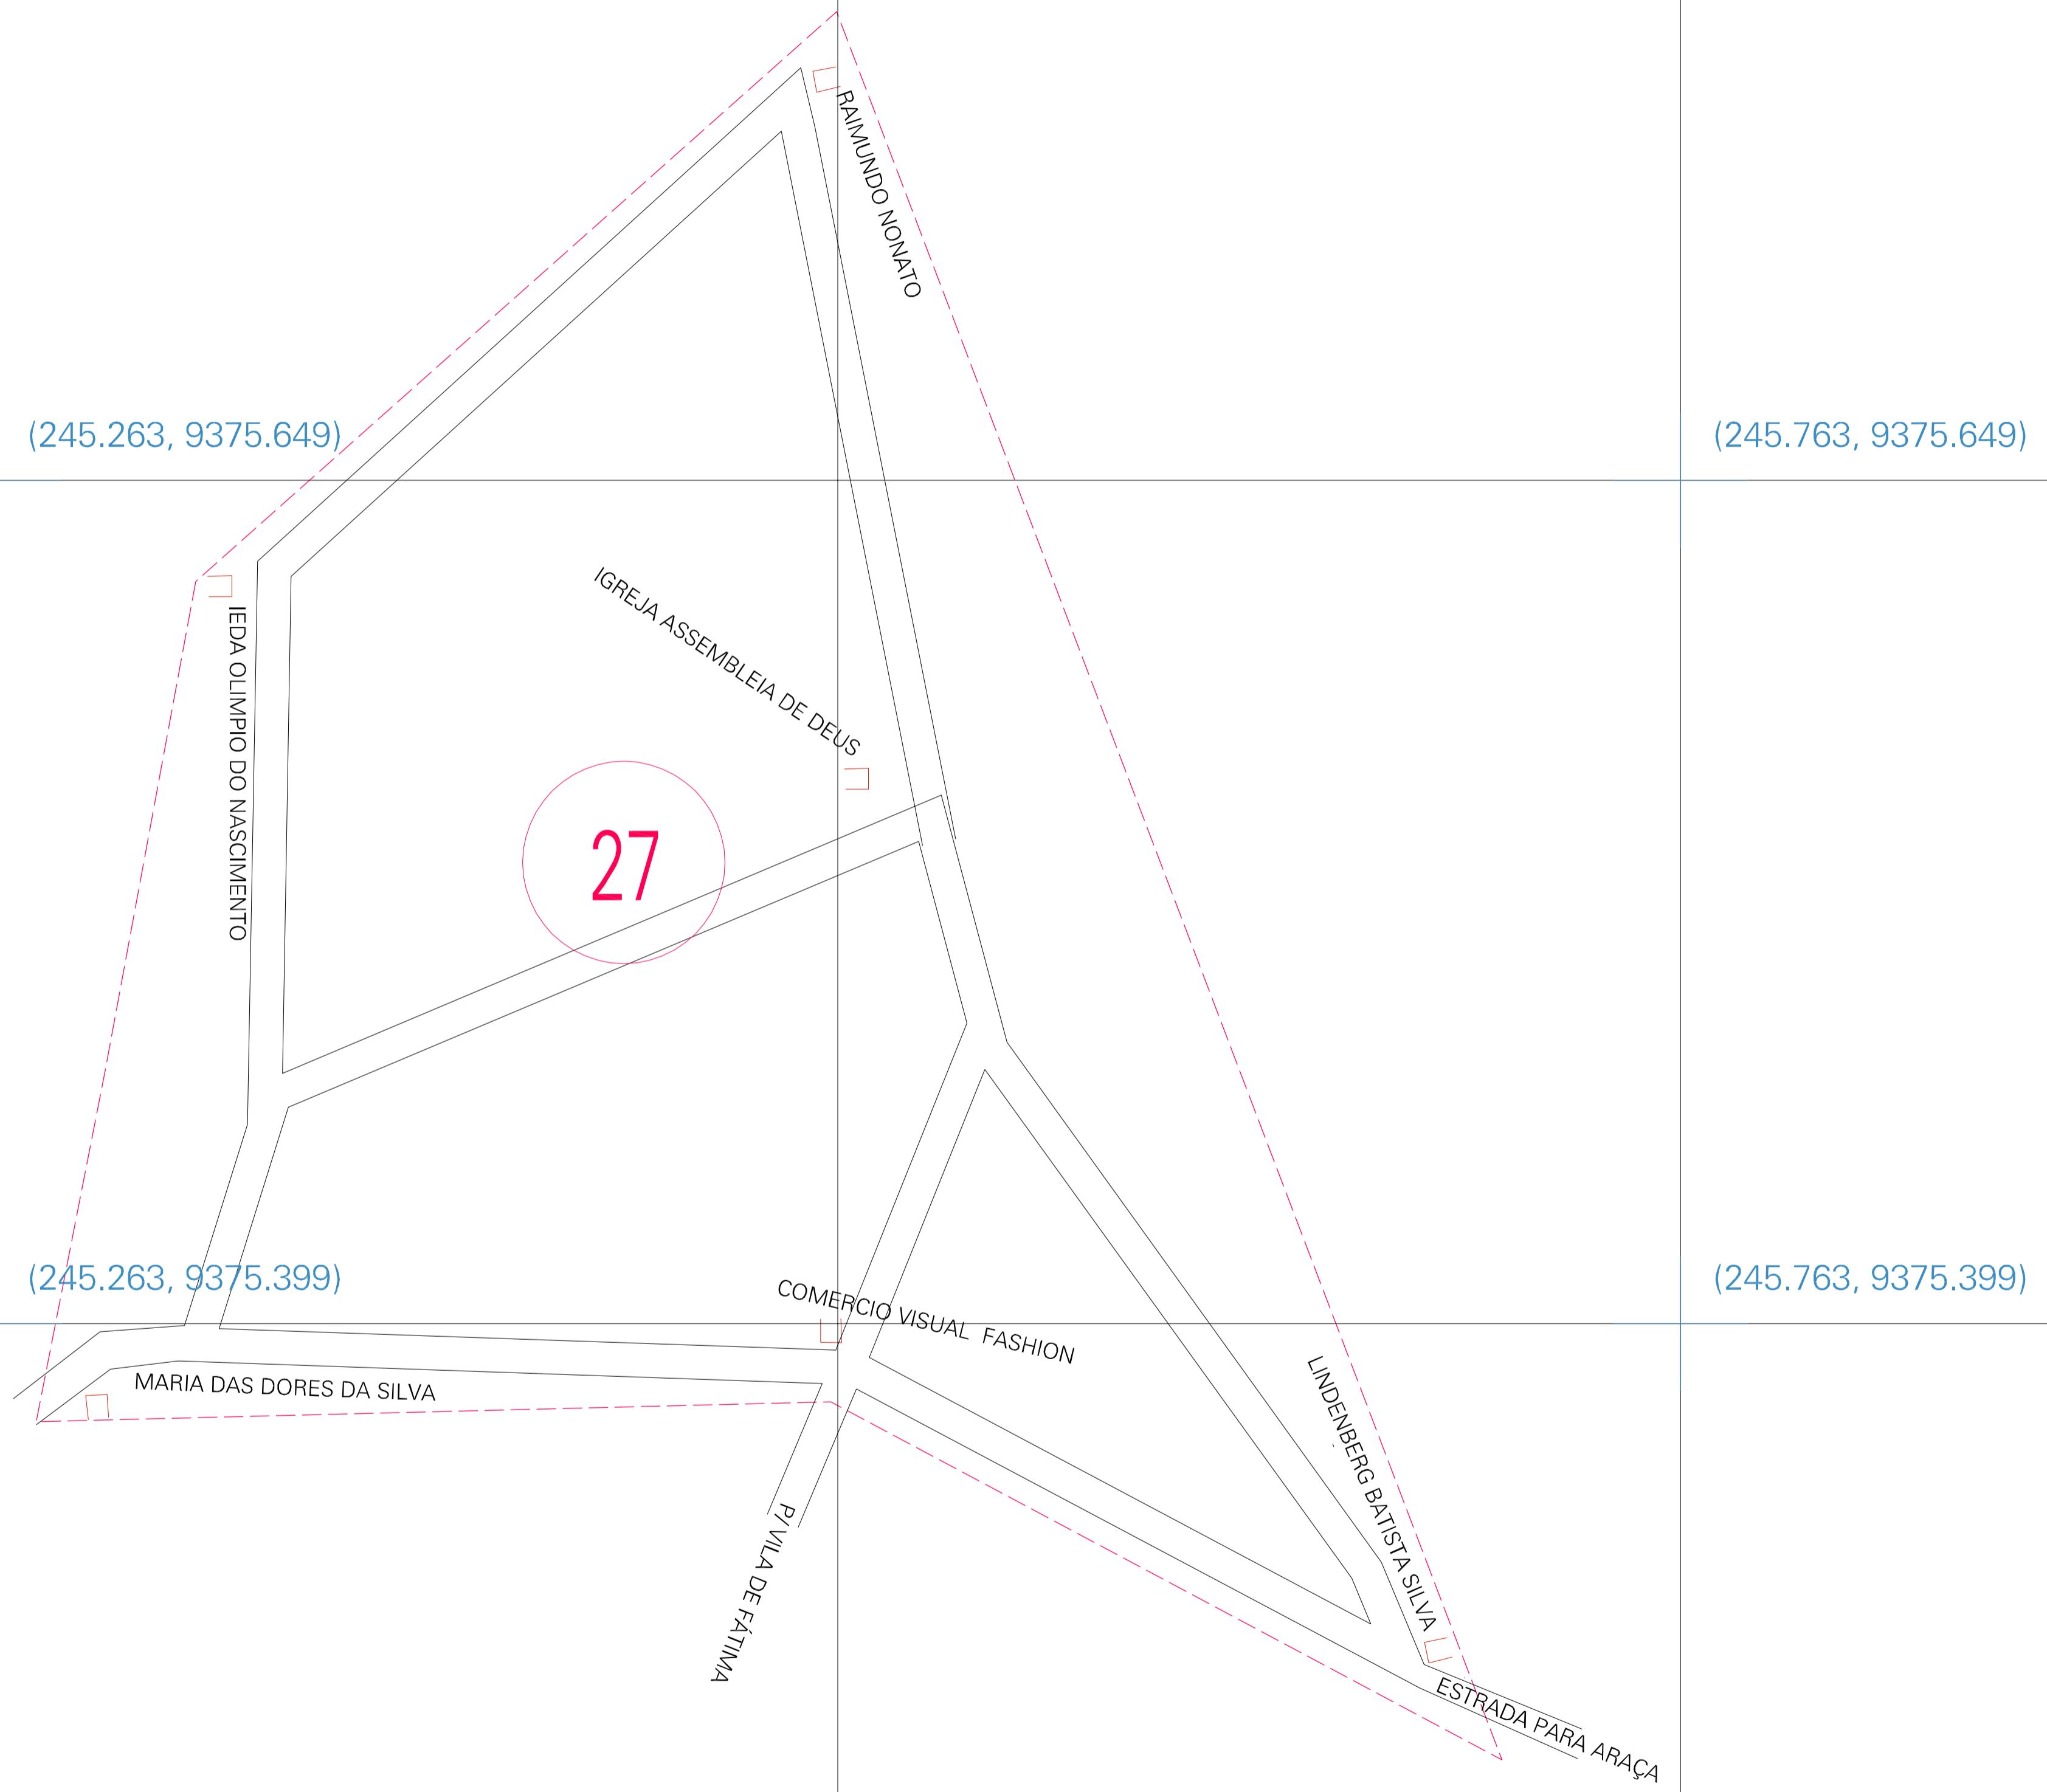 RAIMUNDO NONATO
(245.263, 9375.649)
(245.763, 9375.649)
IGREJA ASSEMBLEIA DE DEUS
IEDA OLIMPIO DO NASCIMENTO
27
(245.263, 9375.399)
(245.763, 9375.399)
COMERCIO VISUAL FASHION
MARIA DAS DORES DA SILVA
LINDENBERG BATISTA SILVA
P/ VILA DE FÁTIMA
ESTRADA PARA ARAÇA